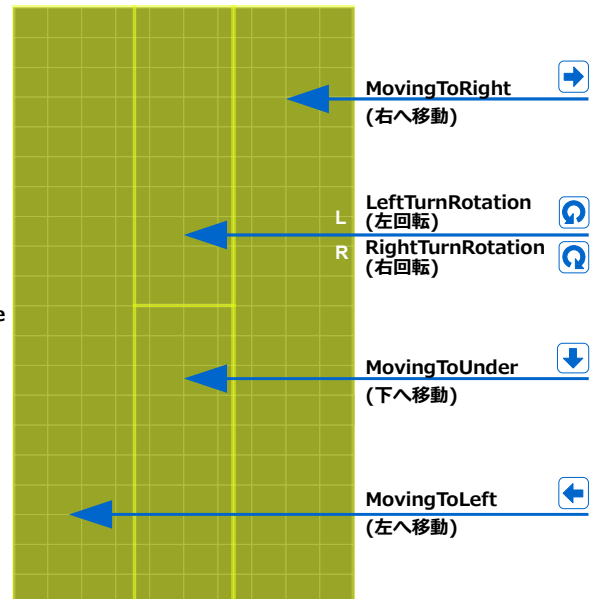 MovingToRight
(右へ移動)
LeftTurnRotation
L
(左回転)
R
RightTurnRotation
(右回転)
e
MovingToUnder
(下へ移動)
MovingToLeft
(左へ移動)